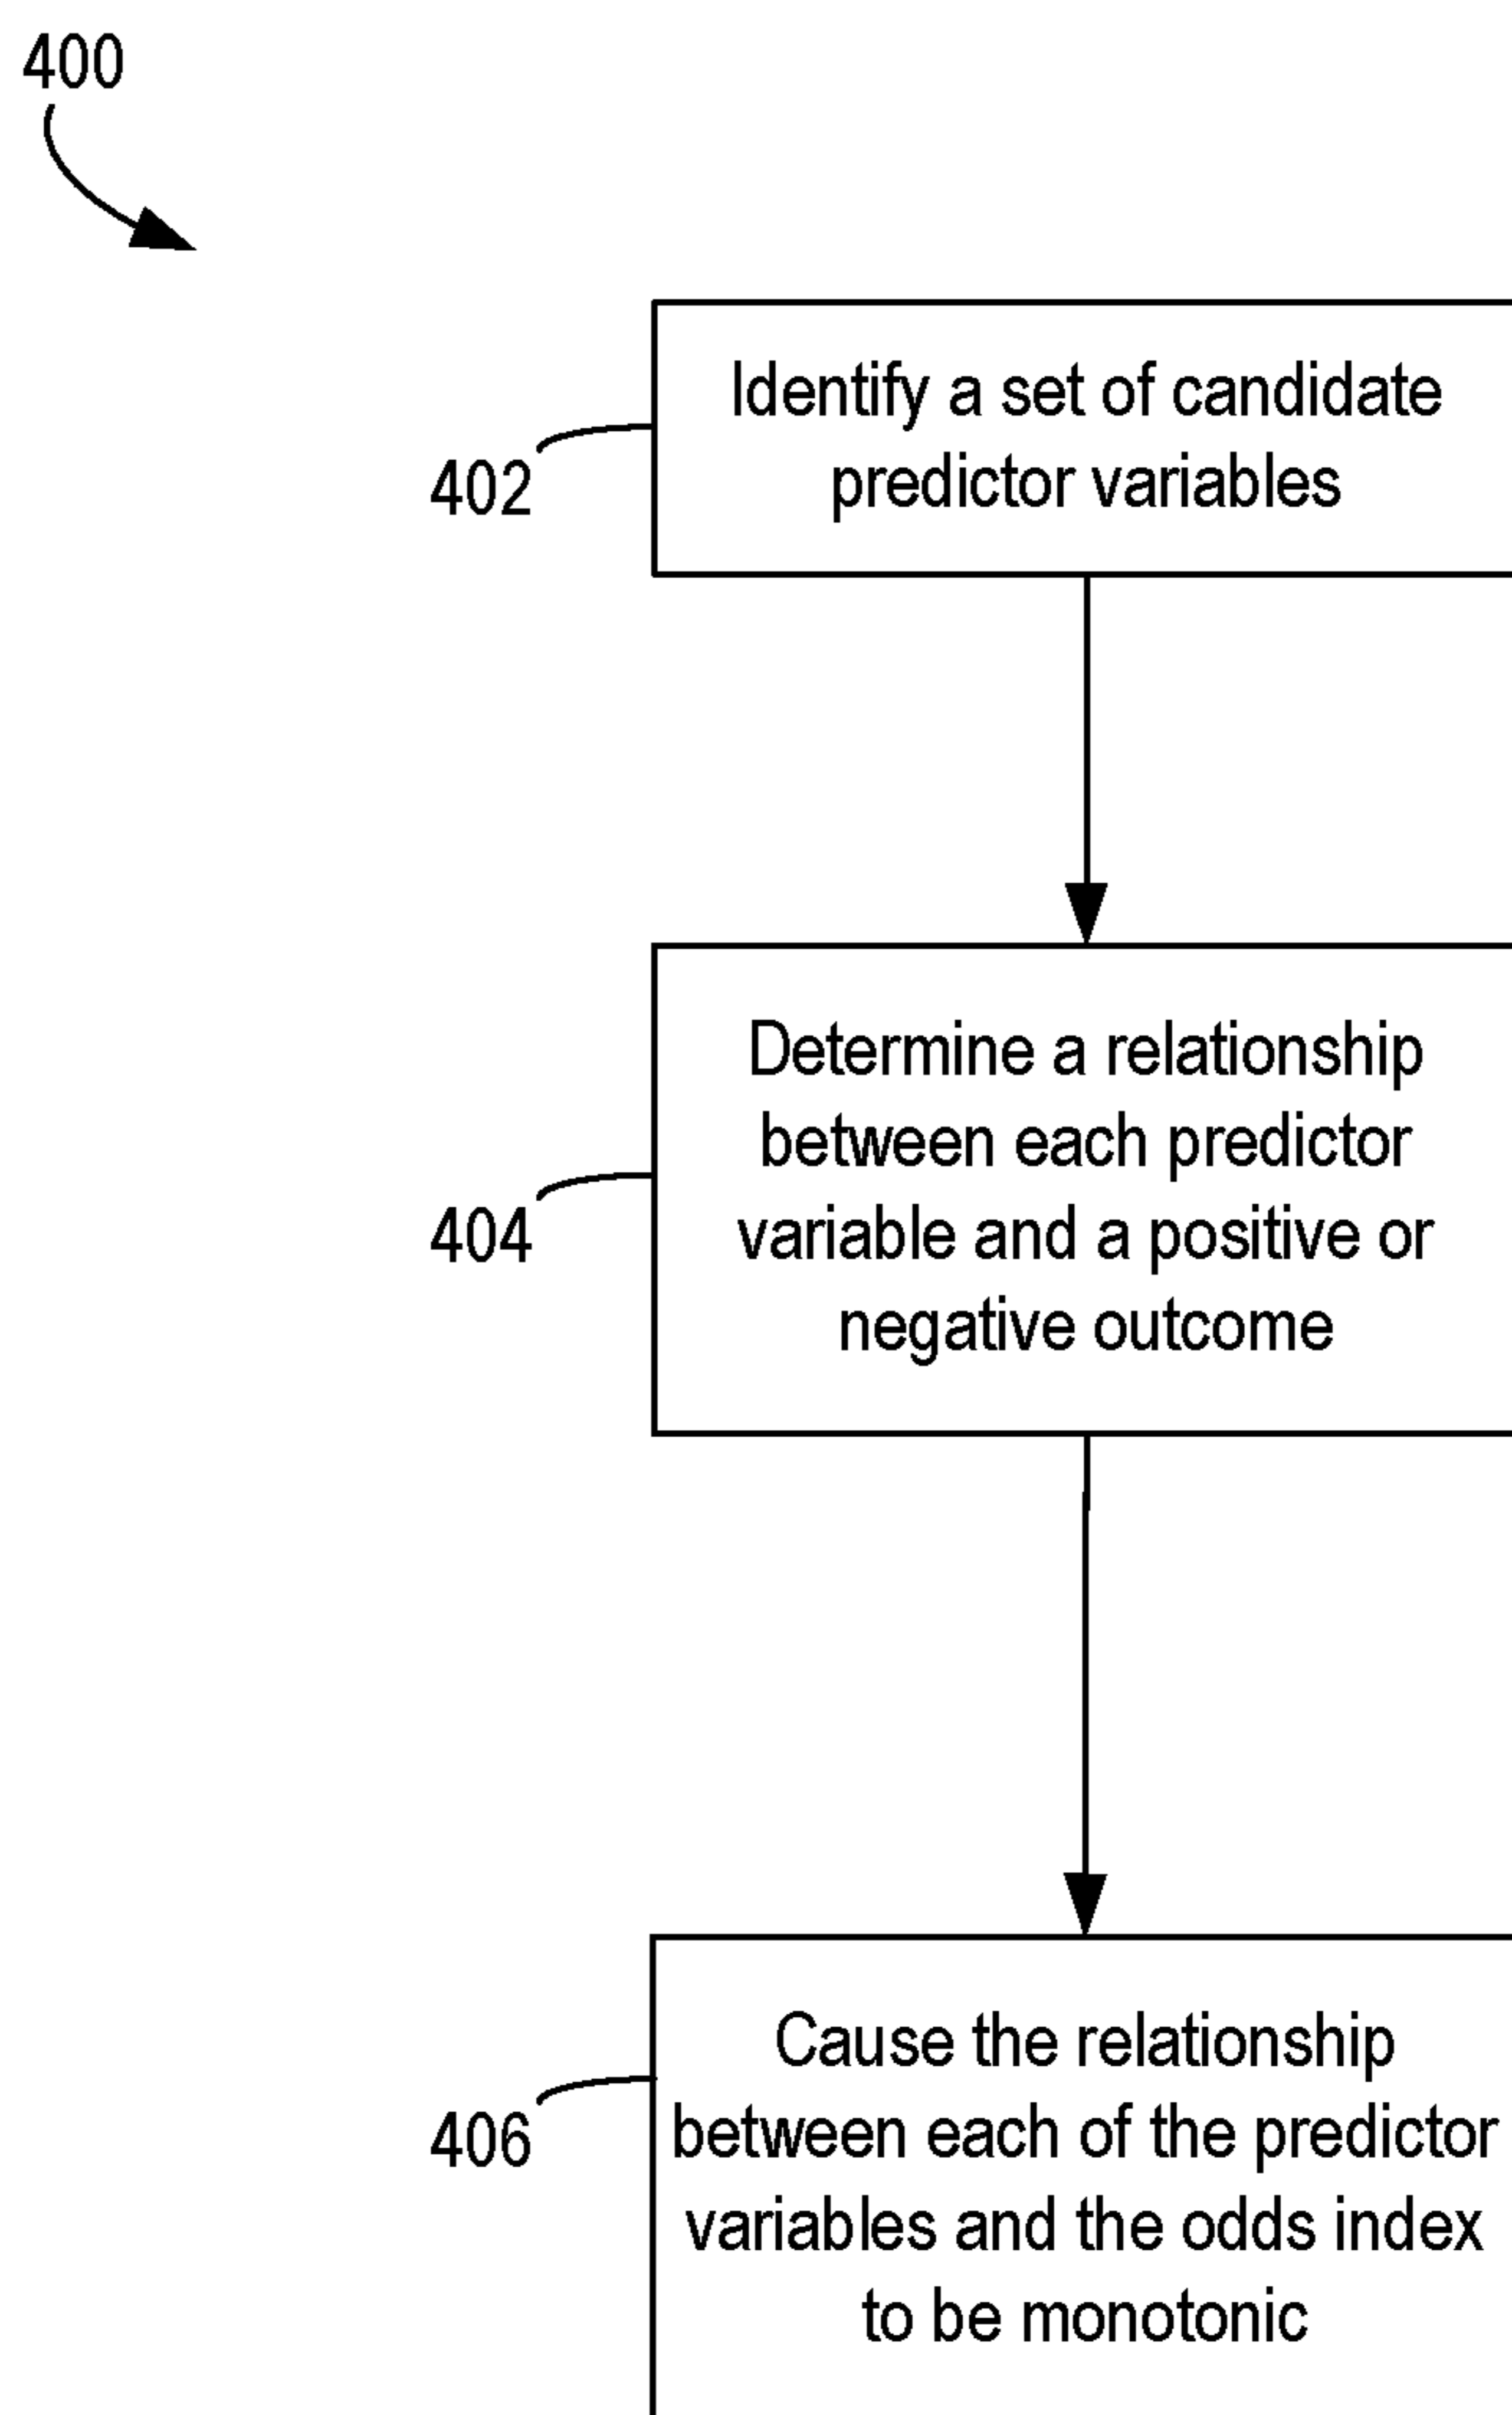 400
Identify a set of candidate
predictor variables
402
Determine a relationship
between each predictor
variable and a positive or
negative outcome
404
Cause the relationship
between each of the predictor
variables and the odds index
to be monotonic
406